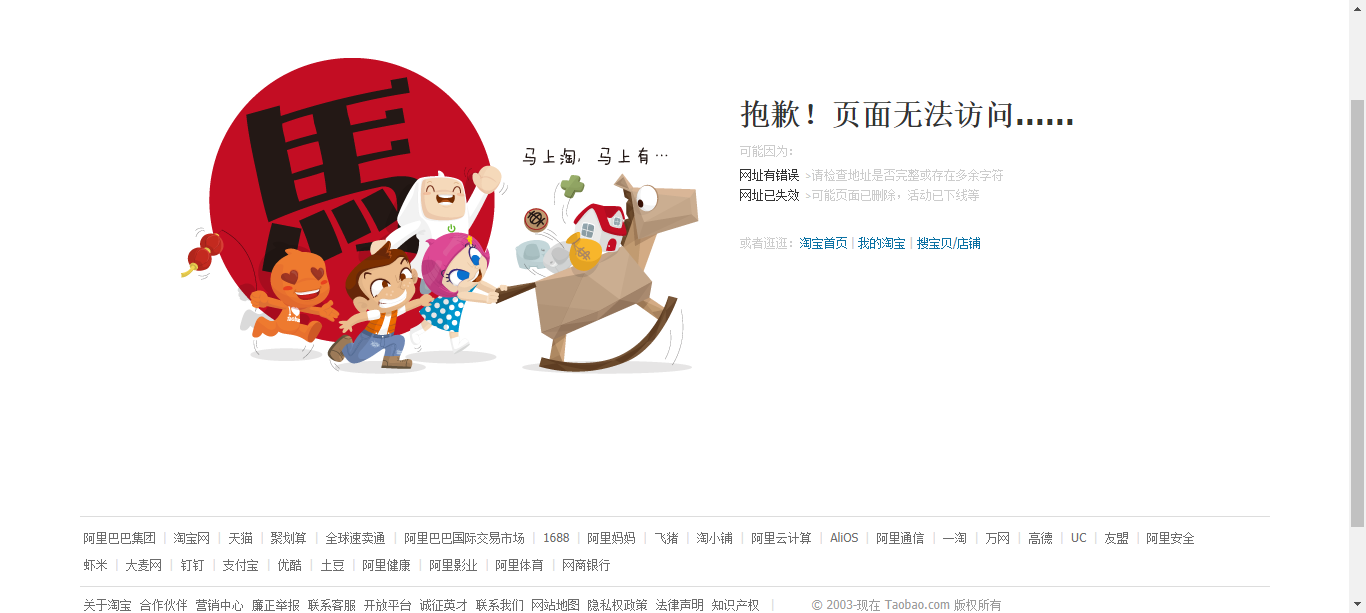 馬
马上淘, 马上有…
抱歉！页面无法访问......
可能因为：
网址有错误 >请检查地址是否完整或存在多余字符
网址已失效 >可能页面已删除，活动已下线等
或者逛逛：淘宝首页 | 我的淘宝 | 搜宝贝/店铺
阿里巴巴集团 | 淘宝网 | 天猫 | 聚划算 | 全球速卖通 | 阿里巴巴国际交易市场 | 1688 | 阿里妈妈 | 飞猪 | 淘小铺 | 阿里云计算 | AliOS | 阿里通信 | 一淘 | 万网 | 高德 | UC | 友盟 | 阿里安全
虾米 | 大麦网 | 钉钉 | 支付宝 | 优酷 | 土豆 | 阿里健康 | 阿里影业 | 阿里体育 | 网商银行
关于淘宝 合作伙伴 营销中心 廉正举报 联系客服 开放平台 诚征英才 联系我们 网站地图 隐私权政策 法律声明 知识产权 | © 2003-现在 Taobao.com 版权所有